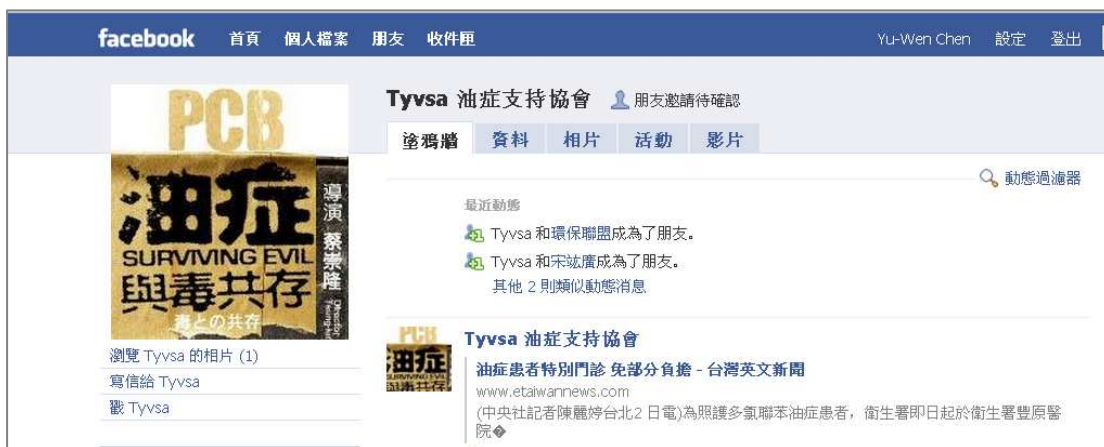 facebook 首頁 個人檔案 朋友 收件匣 Yu-Wen Chen 設定 登出
Tyvsa 油症支持協會 朋友邀請待確認
塗鴉牆 資料 相片 活動 影片
動態過濾器
PCB
油症
SURVIVING EVIL
與毒共存
毒との共存
導演 蔡崇隆
瀏覽 Tyvsa 的相片 (1)
寫信給 Tyvsa
戳 Tyvsa
最近動態
Tyvsa 和環保聯盟成為了朋友。
Tyvsa 和宋竑廣成為了朋友。
其他 2 則類似動態消息
PCB
油症
與毒共存
Tyvsa 油症支持協會
油症患者特別門診 免部分負擔 - 台灣英文新聞
www.etaiwannews.com
(中央社記者陳麗婷台北2 日電)為照護多氯聯苯油症患者，衛生署即日起於衛生署豐原醫
院�